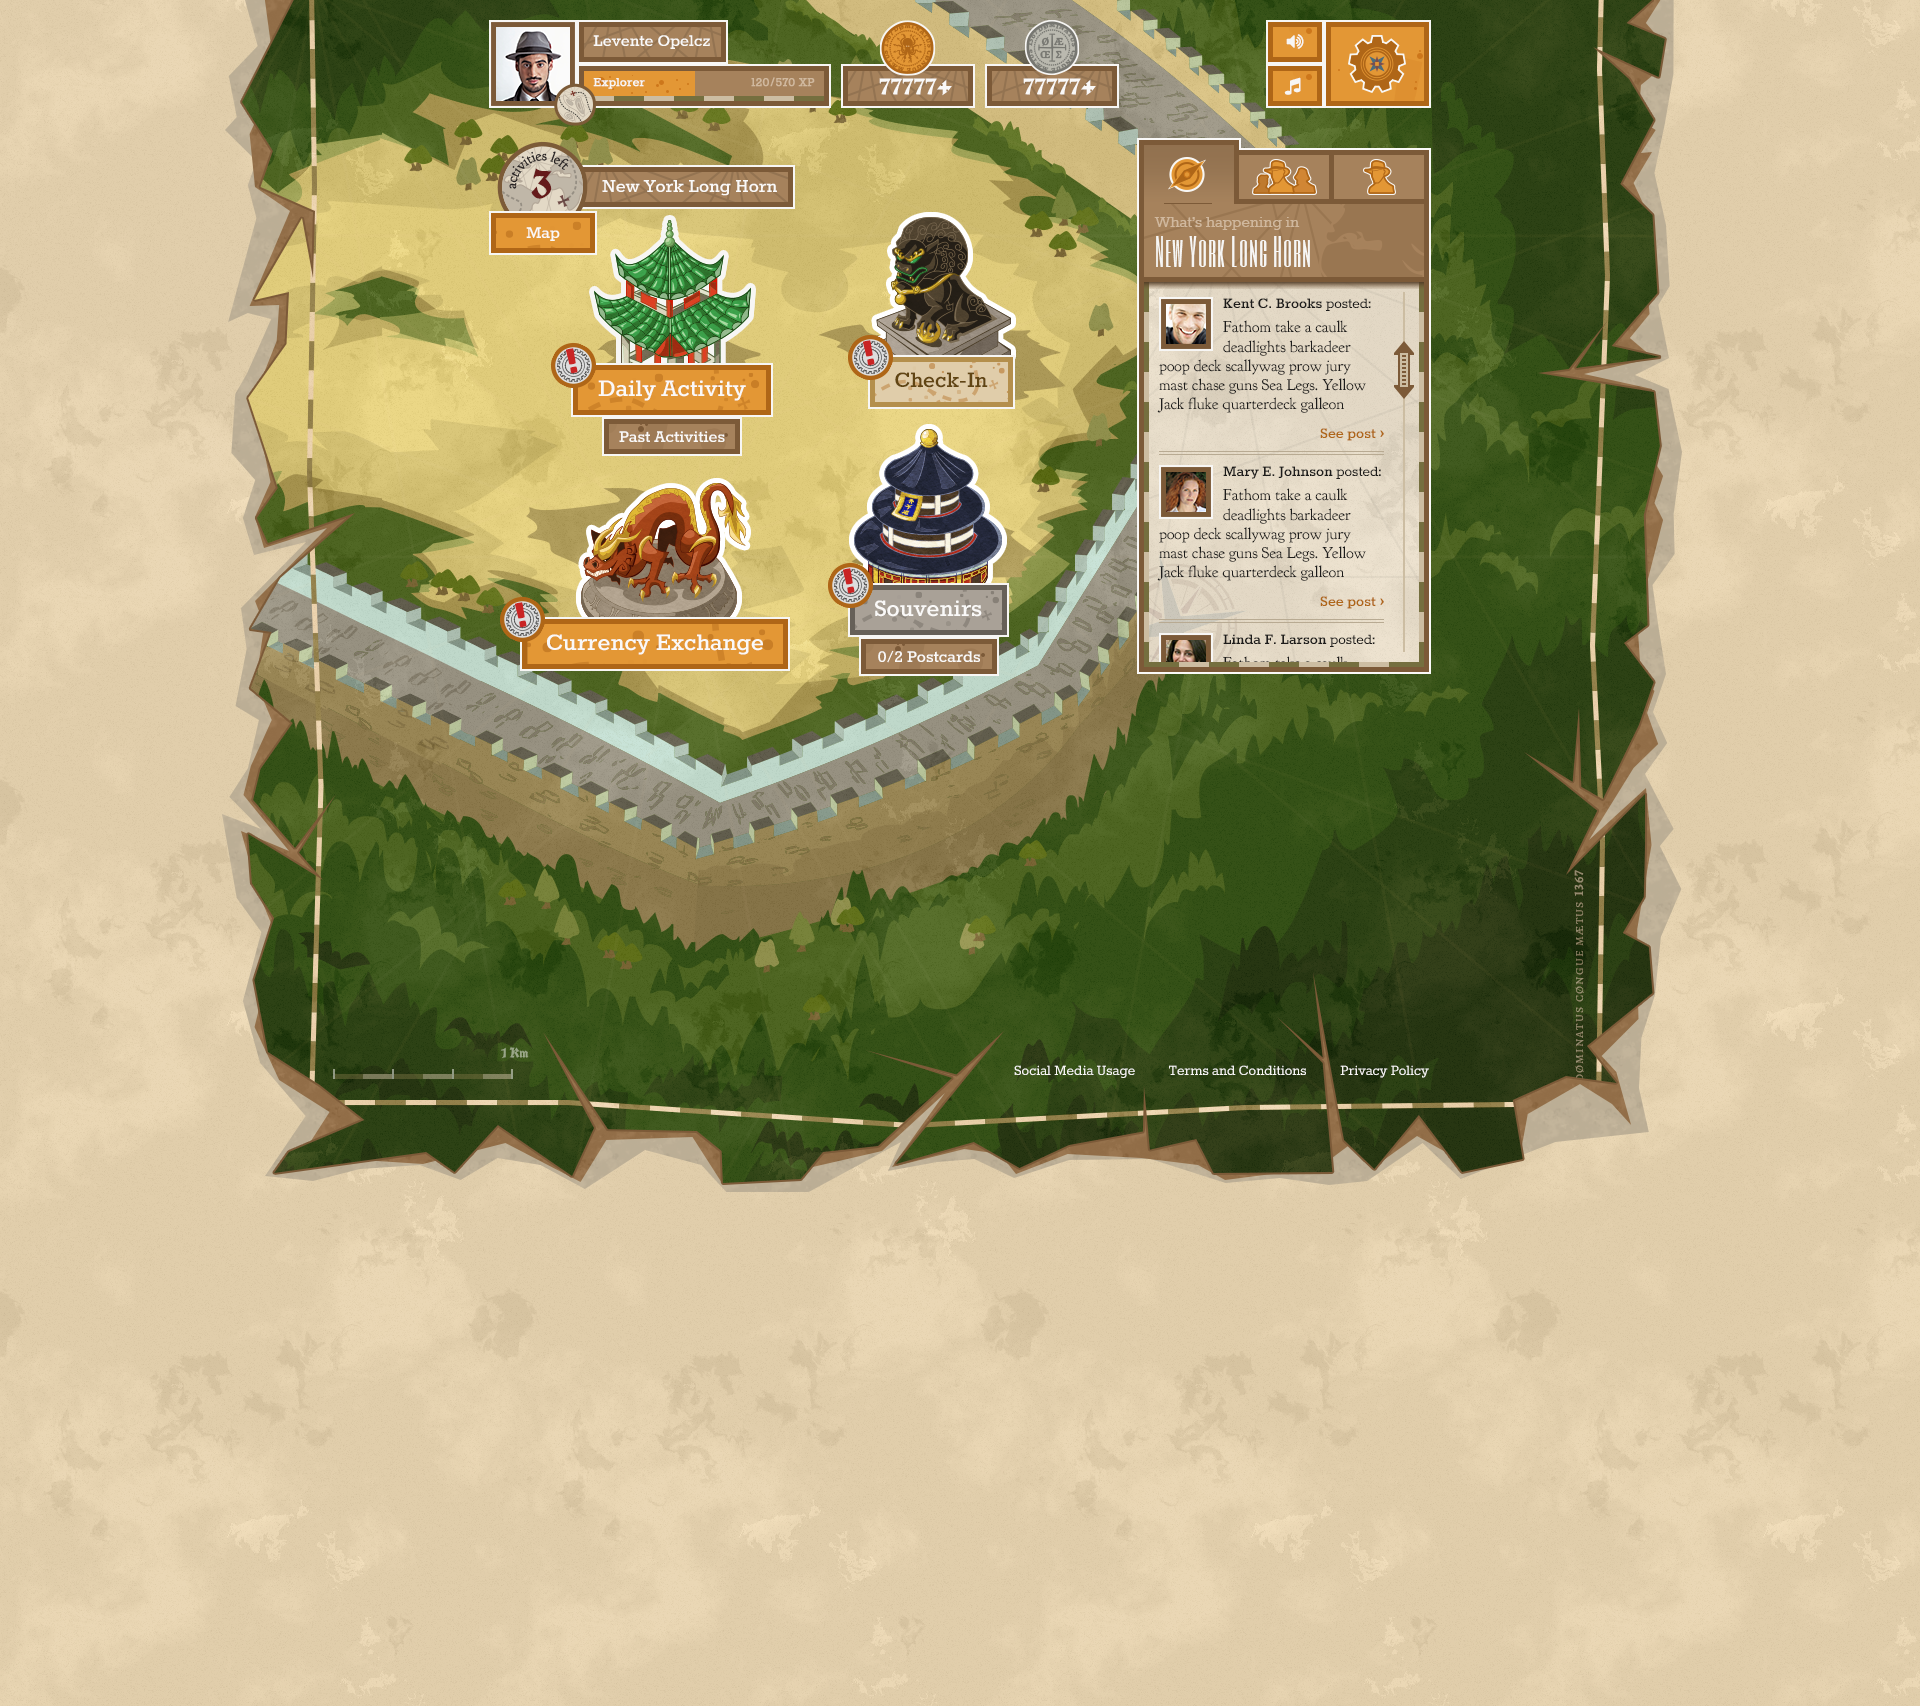 Levente Opelcz
Explorer
120/570 XP
77777
77777
activities left
3
New York Long Horn
Map
Daily Activity
Past Activities
Check-In
Currency Exchange
Souvenirs
0/2 Postcards
What's happening in
New York Long Horn
Kent C. Brooks posted:
Fathom take a caulk
deadlights barkadeer
poop deck scallywag prow jury
mast chase guns Sea Legs. Yellow
Jack fluke quarterdeck galleon
See post ›
Mary E. Johnson posted:
Fathom take a caulk
deadlights barkadeer
poop deck scallywag prow jury
mast chase guns Sea Legs. Yellow
Jack fluke quarterdeck galleon
See post ›
Linda F. Larson posted:
Fathom take a caulk
1 Km
Social Media Usage
Terms and Conditions
Privacy Policy
DØMINATUS CØNGUE MÆTUS 1367